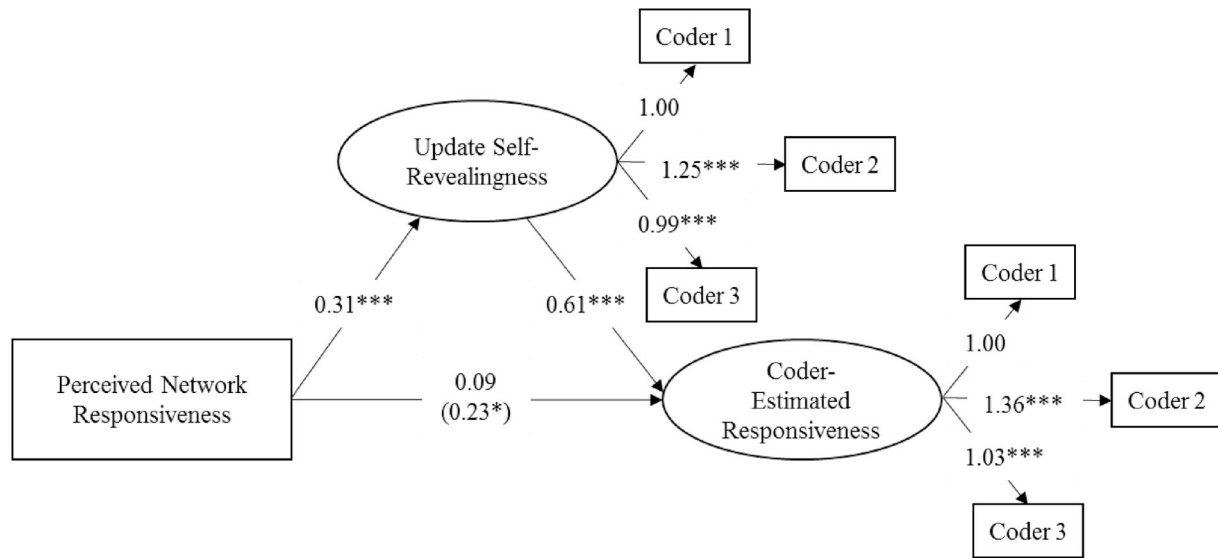 Coder 1
1.00
Update Self-
Revealingness
1.25***
Coder 2
0.99***
Coder 3
0.31***
0.61***
Coder 1
1.00
Perceived Network
Responsiveness
0.09
(0.23*)
Coder-
Estimated
Responsiveness
1.36***
Coder 2
1.03***
Coder 3